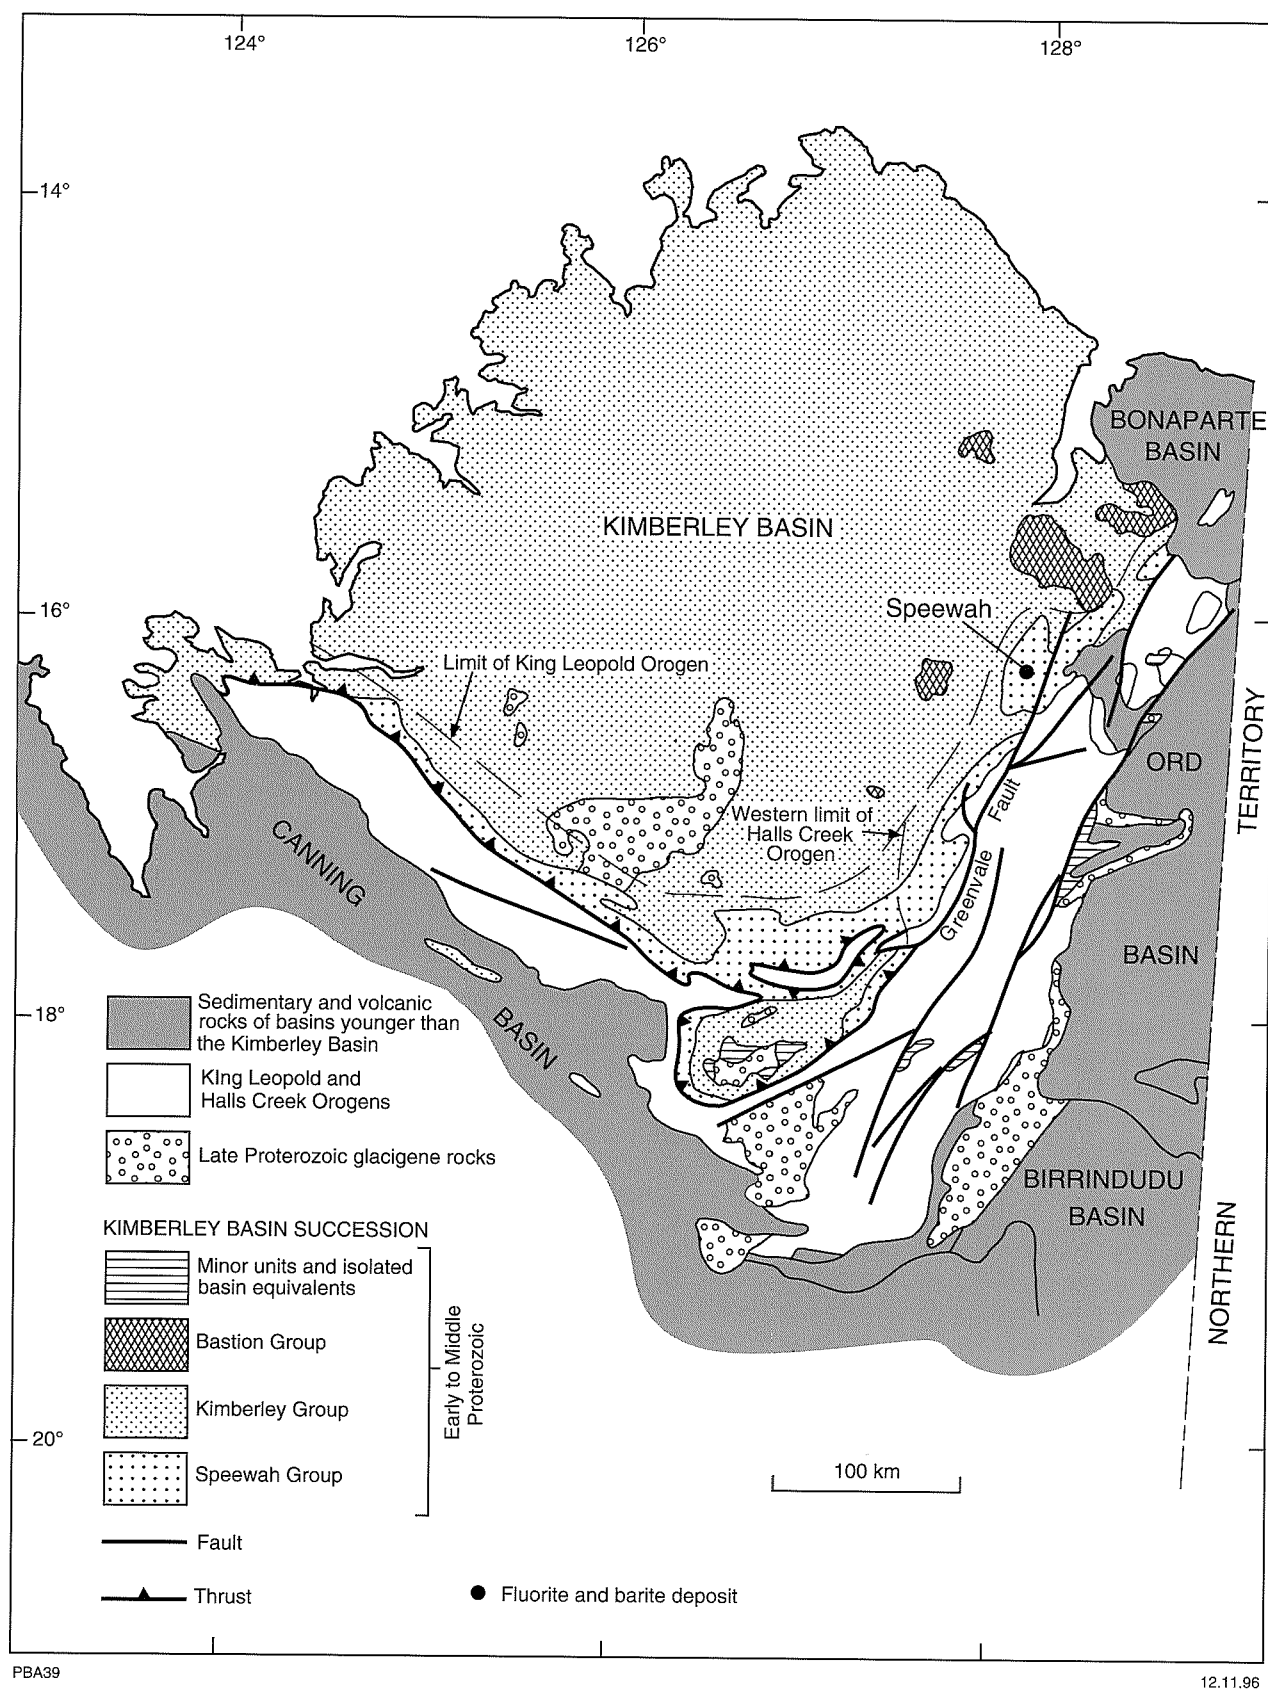 124°
126°
128°
14°
16°
18°
20°
BONAPARTE
BASIN
KIMBERLEY BASIN
Speewah
Limit of King Leopold Orogen
ORD
TERRITORY
Western limit of
Halls Creek
Orogen
Fault
Greenvale
CANNING
BASIN
BASIN
BIRRINDUDU
BASIN
NORTHERN
Sedimentary and volcanic
rocks of basins younger than
the Kimberley Basin
KIng Leopold and
Halls Creek Orogens
Late Proterozoic glacigene rocks
KIMBERLEY BASIN SUCCESSION
Minor units and isolated
basin equivalents
Bastion Group
Kimberley Group
Speewah Group
Early to Middle
Proterozoic
100 km
Fault
Thrust
Fluorite and barite deposit
PBA39
12.11.96